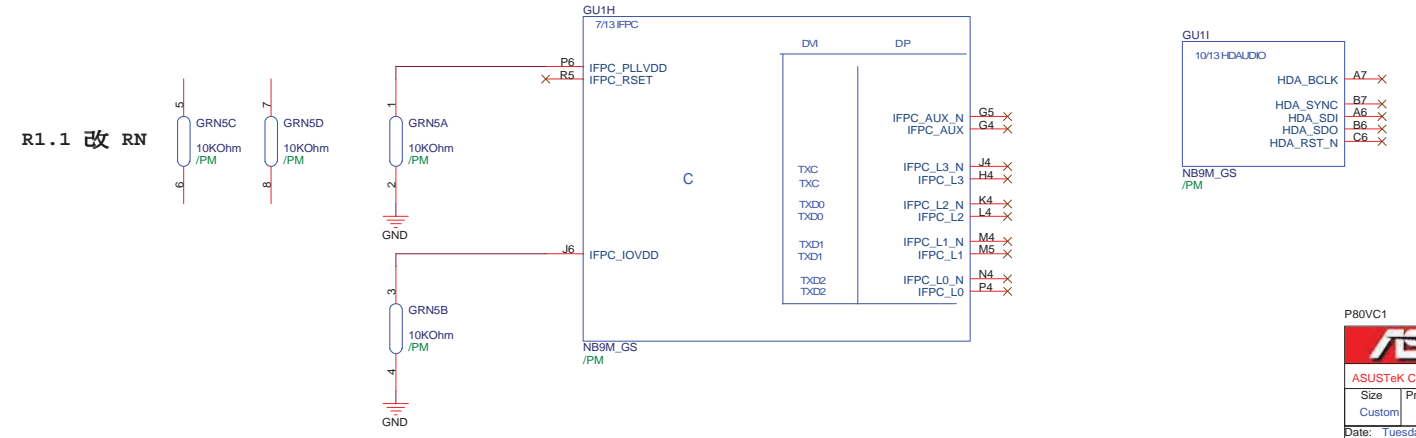 GU1H
7/13 IFPC
DVI DP
P6 IFPC_PLLVDD
R5 IFPC_RSET
IFPC_AUX_N G5
IFPC_AUX G4
TXC IFPC_L3_N J4
TXC IFPC_L3 H4
C
TXD0 IFPC_L2_N K4
TXD0 IFPC_L2 L4
TXD1 IFPC_L1_N M4
TXD1 IFPC_L1 M5
J6 IFPC_IOVDD
TXD2 IFPC_L0_N N4
TXD2 IFPC_L0 P4
NB9M_GS
/PM
R1.1 改 RN
5
GRN5C
10KOhm
/PM
6
7
GRN5D
10KOhm
/PM
8
1
GRN5A
10KOhm
/PM
2
GND
3
GRN5B
10KOhm
/PM
4
GND
GU1I
10/13 HDAUDIO
HDA_BCLK A7
HDA_SYNC B7
HDA_SDI A6
HDA_SDO B6
HDA_RST_N C6
NB9M_GS
/PM
P80VC1
ASUSTeK C
Size Pr
Custom
Date: Tuesda